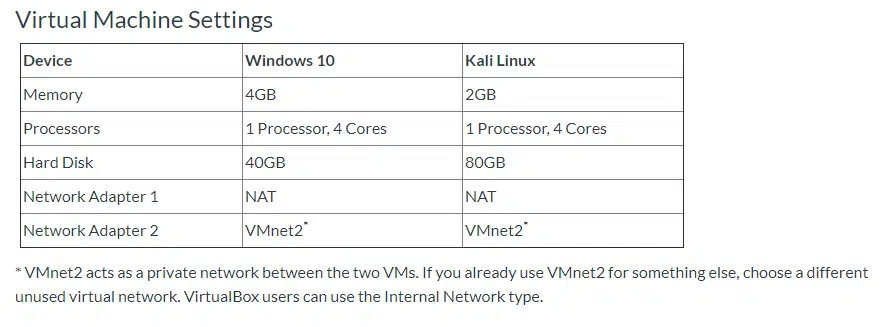 Virtual Machine Settings
Device Windows 10 Kali Linux
Memory 4GB 2GB
Processors 1 Processor, 4 Cores 1 Processor, 4 Cores
Hard Disk 40GB 80GB
Network Adapter 1 NAT NAT
Network Adapter 2 VMnet2* VMnet2*
* VMnet2 acts as a private network between the two VMs. If you already use VMnet2 for something else, choose a different
unused virtual network. VirtualBox users can use the Internal Network type.